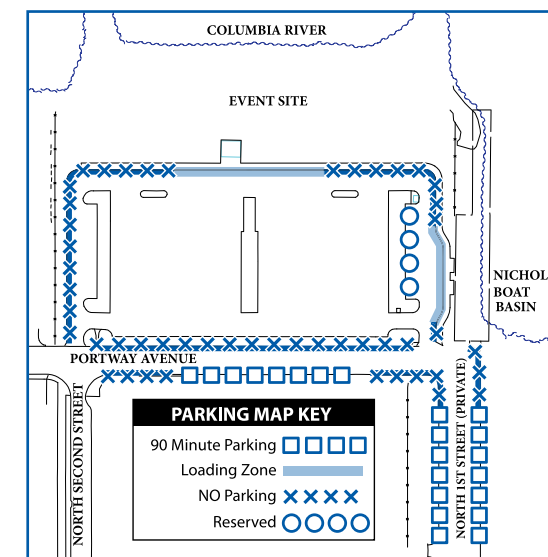 COLUMBIA RIVER
EVENT SITE
NICHOL
BOAT
BASIN
PORTWAY AVENUE
NORTH SECOND STREET
NORTH 1ST STREET (PRIVATE)
PARKING MAP KEY
90 Minute Parking
Loading Zone
NO Parking
Reserved